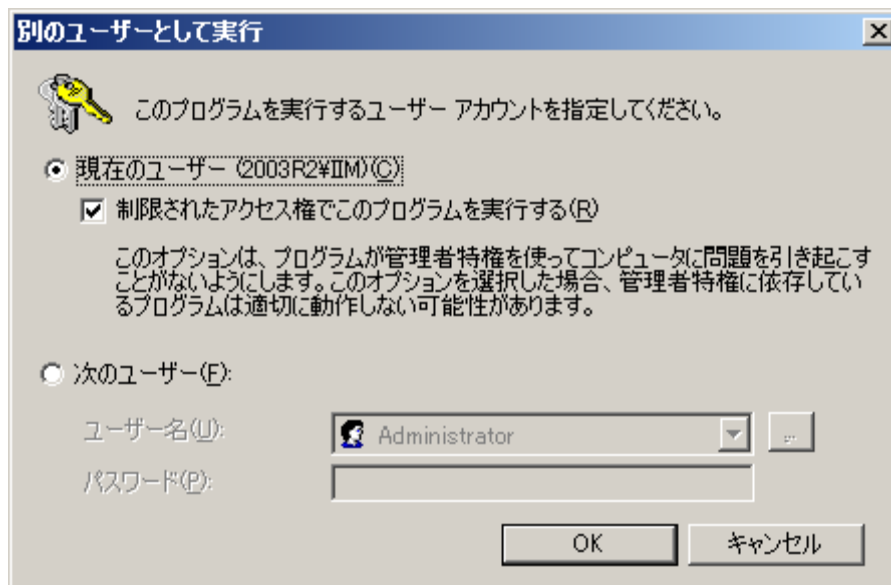 別のユーザーとして実行
このプログラムを実行するユーザー アカウントを指定してください。
現在のユーザー (2003R2¥IIM)(C)
制限されたアクセス権でこのプログラムを実行する(R)
このオプションは、プログラムが管理者特権を使ってコンピュータに問題を引き起こす
ことがないようにします。このオプションを選択した場合、管理者特権に依存してい
るプログラムは適切に動作しない可能性があります。
次のユーザー(F):
ユーザー名(U):
Administrator
...
パスワード(P):
OK
キャンセル